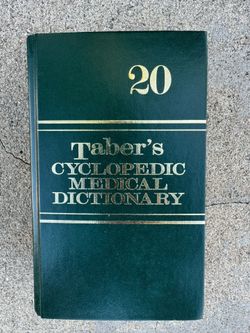 20
Taber's
CYCLOPEDIC
MEDICAL
DICTIONARY